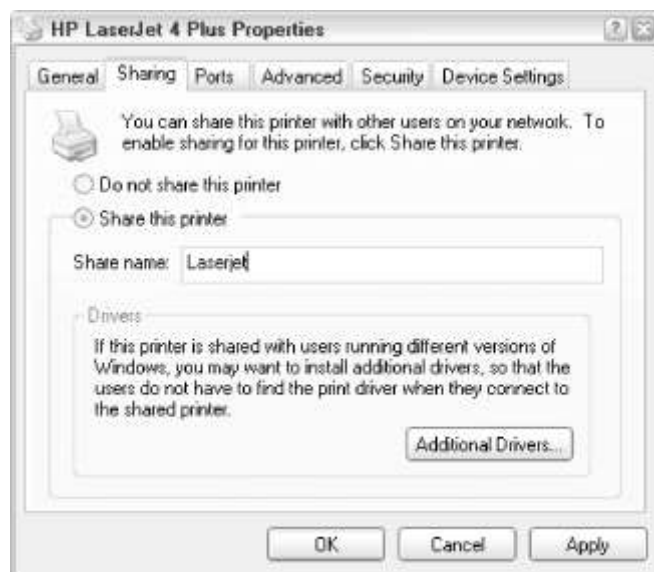 HP LaserJet 4 Plus Properties
General Sharing Ports Advanced Security Device Settings
You can share this printer with other users on your network. To
enable sharing for this printer, click Share this printer.
Do not share this printer
Share this printer
Share name: Laserjet
Drivers
If this printer is shared with users running different versions of
Windows, you may want to install additional drivers, so that the
users do not have to find the print driver when they connect to
the shared printer.
Additional Drivers...
OK Cancel Apply